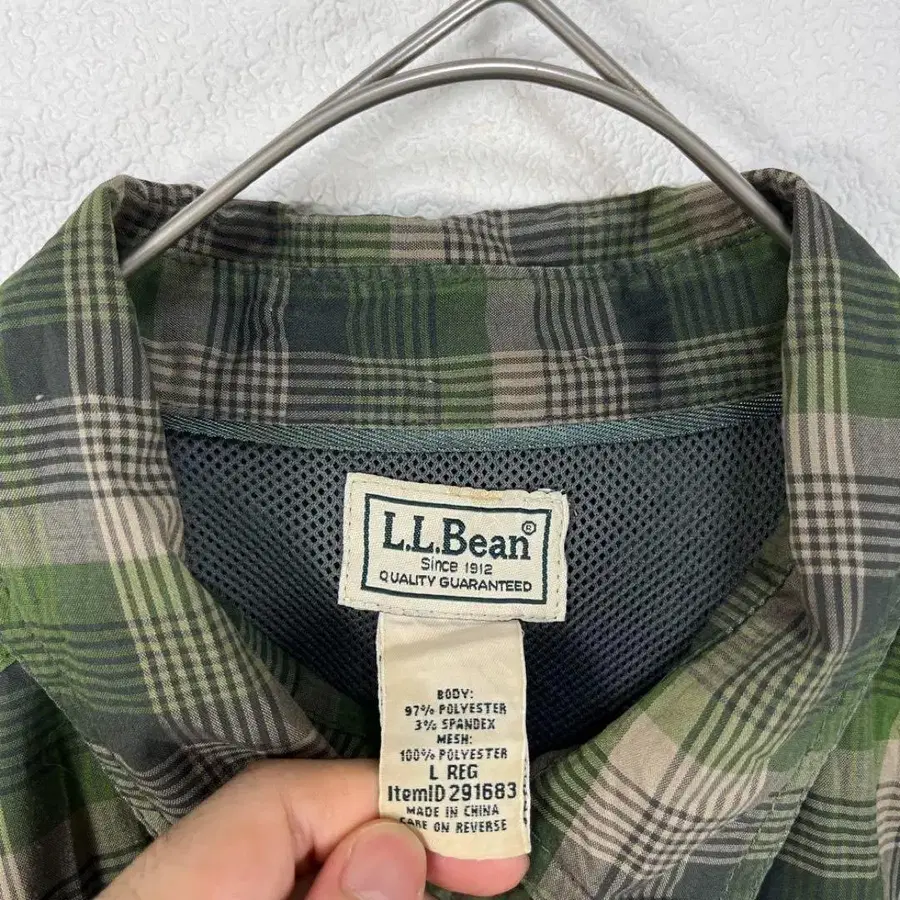 L.L.Bean®
Since 1912
QUALITY GUARANTEED
BODY:
97% POLYESTER
3% SPANDEX
MESH:
100% POLYESTER
L REG
ItemID 291683
MADE IN CHINA
CARE ON REVERSE